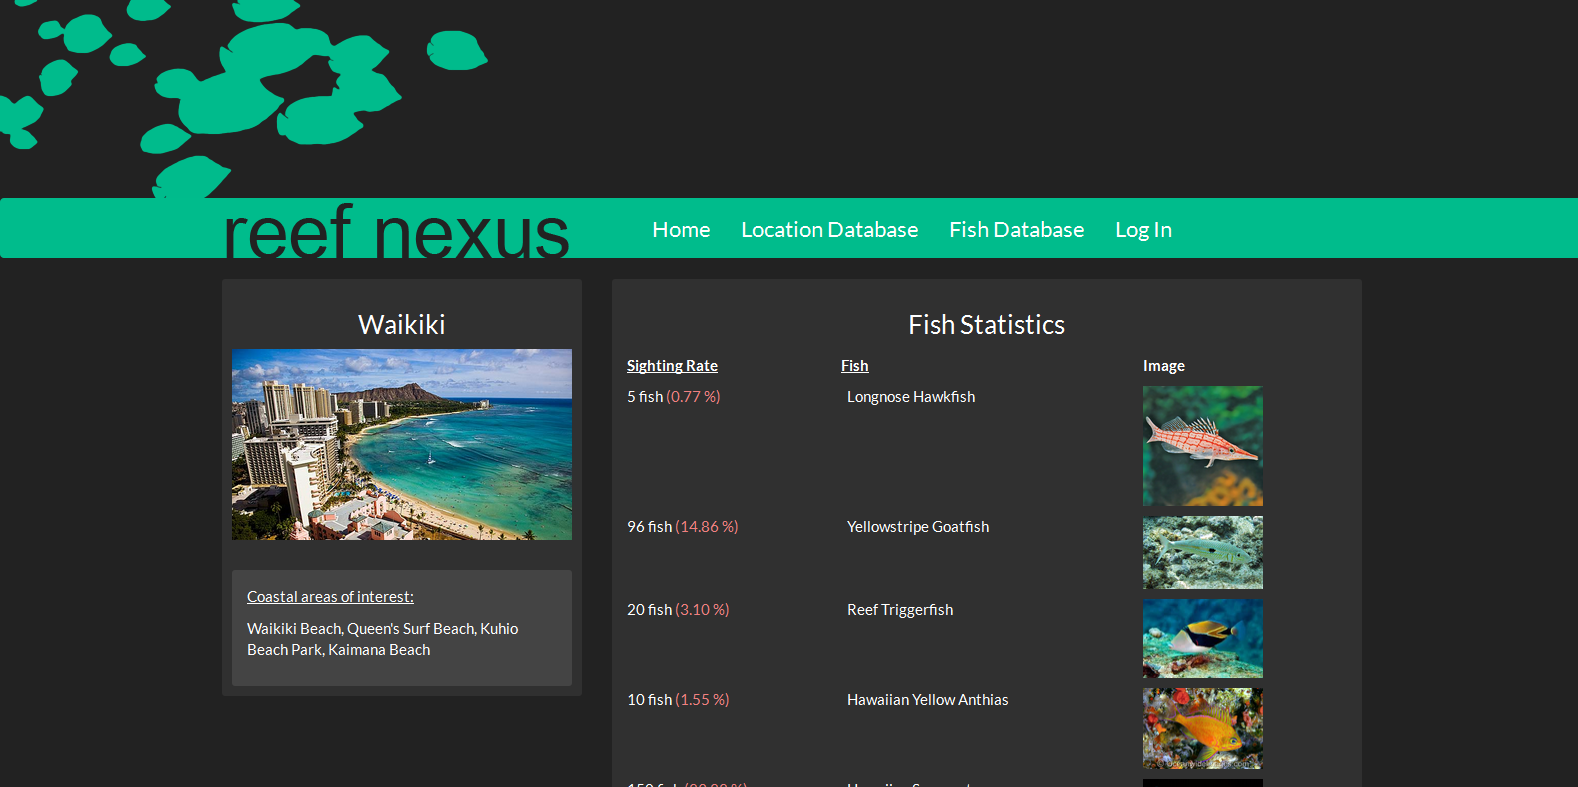 reef nexus
Home Location Database Fish Database Log In
Waikiki
Coastal areas of interest:
Waikiki Beach, Queen's Surf Beach, Kuhio
Beach Park, Kaimana Beach
Fish Statistics
Sighting Rate Fish Image
5 fish (0.77 %) Longnose Hawkfish
96 fish (14.86 %) Yellowstripe Goatfish
20 fish (3.10 %) Reef Triggerfish
10 fish (1.55 %) Hawaiian Yellow Anthias